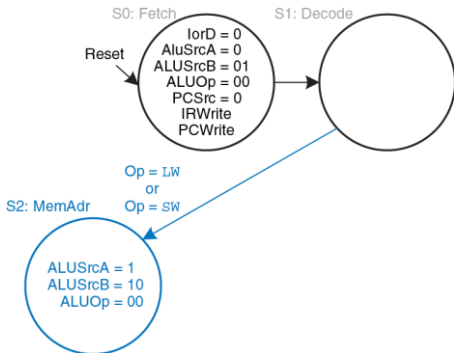 S0: Fetch
S1: Decode
Reset
IorD = 0
AluSrcA = 0
ALUSrcB = 01
ALUOp = 00
PCSrc = 0
IRWrite
PCWrite
Op = LW
or
Op = SW
S2: MemAdr
ALUSrcA = 1
ALUSrcB = 10
ALUOp = 00